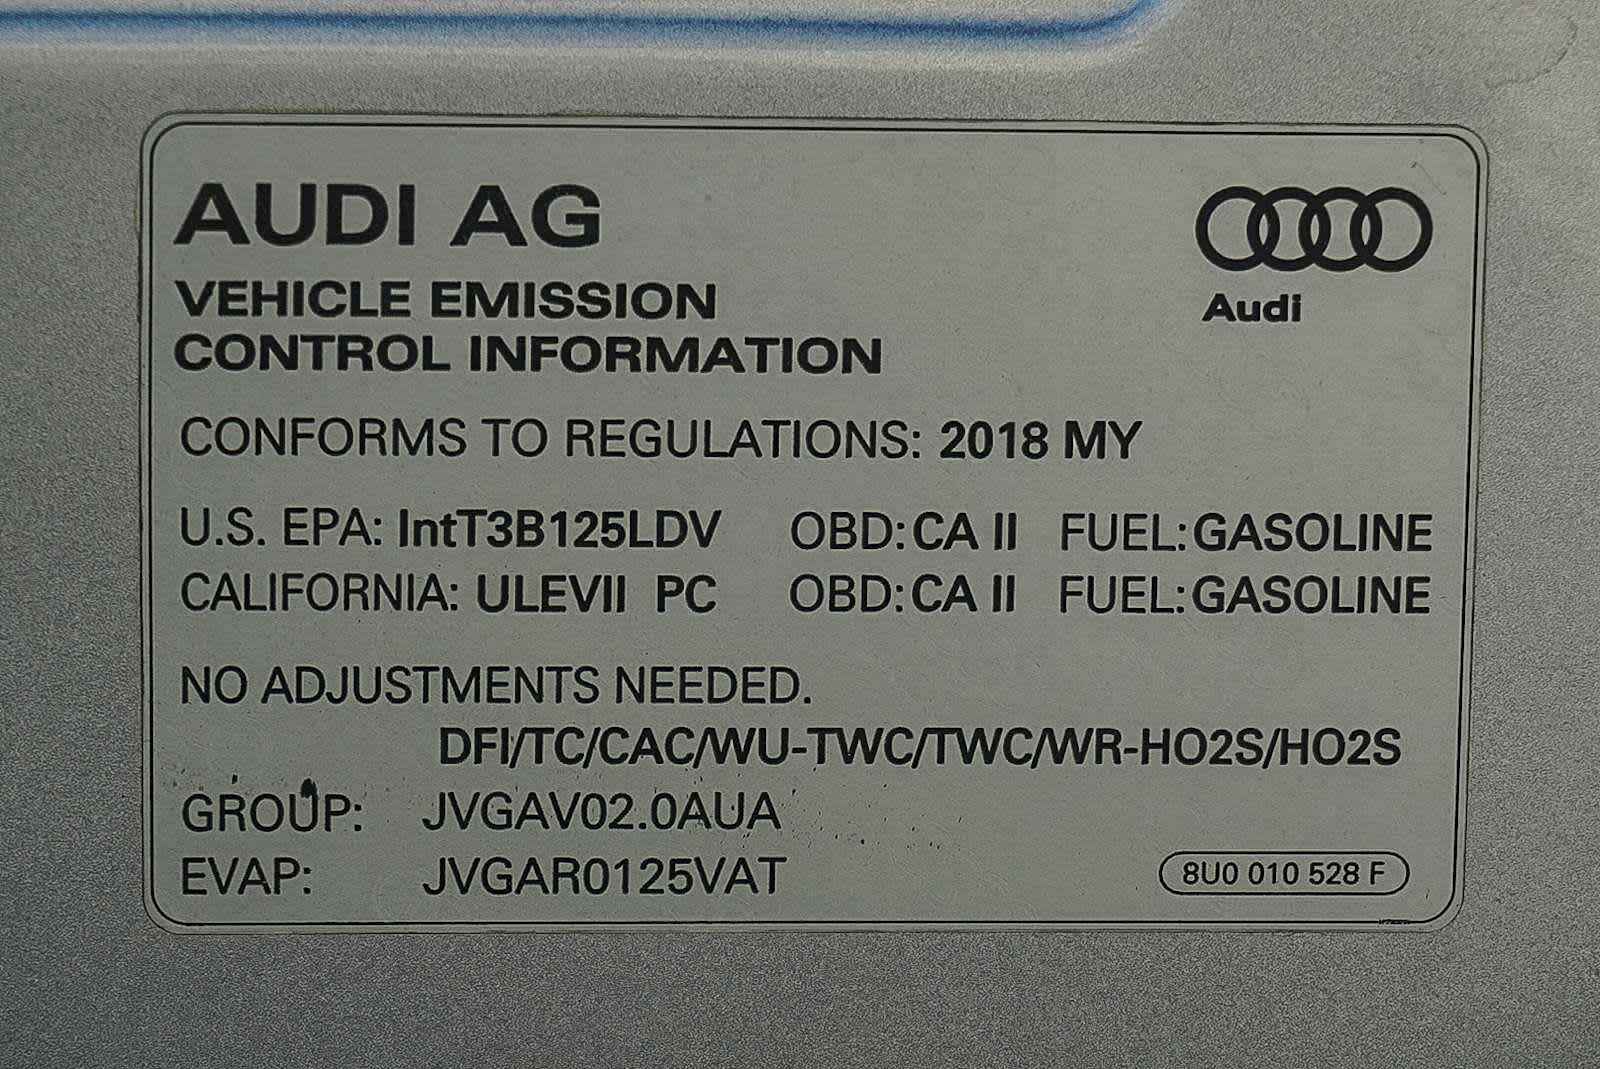 AUDI AG
Audi
VEHICLE EMISSION
CONTROL INFORMATION
CONFORMS TO REGULATIONS: 2018 MY
U.S. EPA: IntT3B125LDV OBD: CA II FUEL: GASOLINE
CALIFORNIA: ULEVII PC OBD: CA II FUEL: GASOLINE
NO ADJUSTMENTS NEEDED.
DFI/TC/CAC/WU-TWC/TWC/WR-HO2S/HO2S
GROUP: JVGAV02.0AUA
EVAP: JVGAR0125VAT
8U0 010 528 F